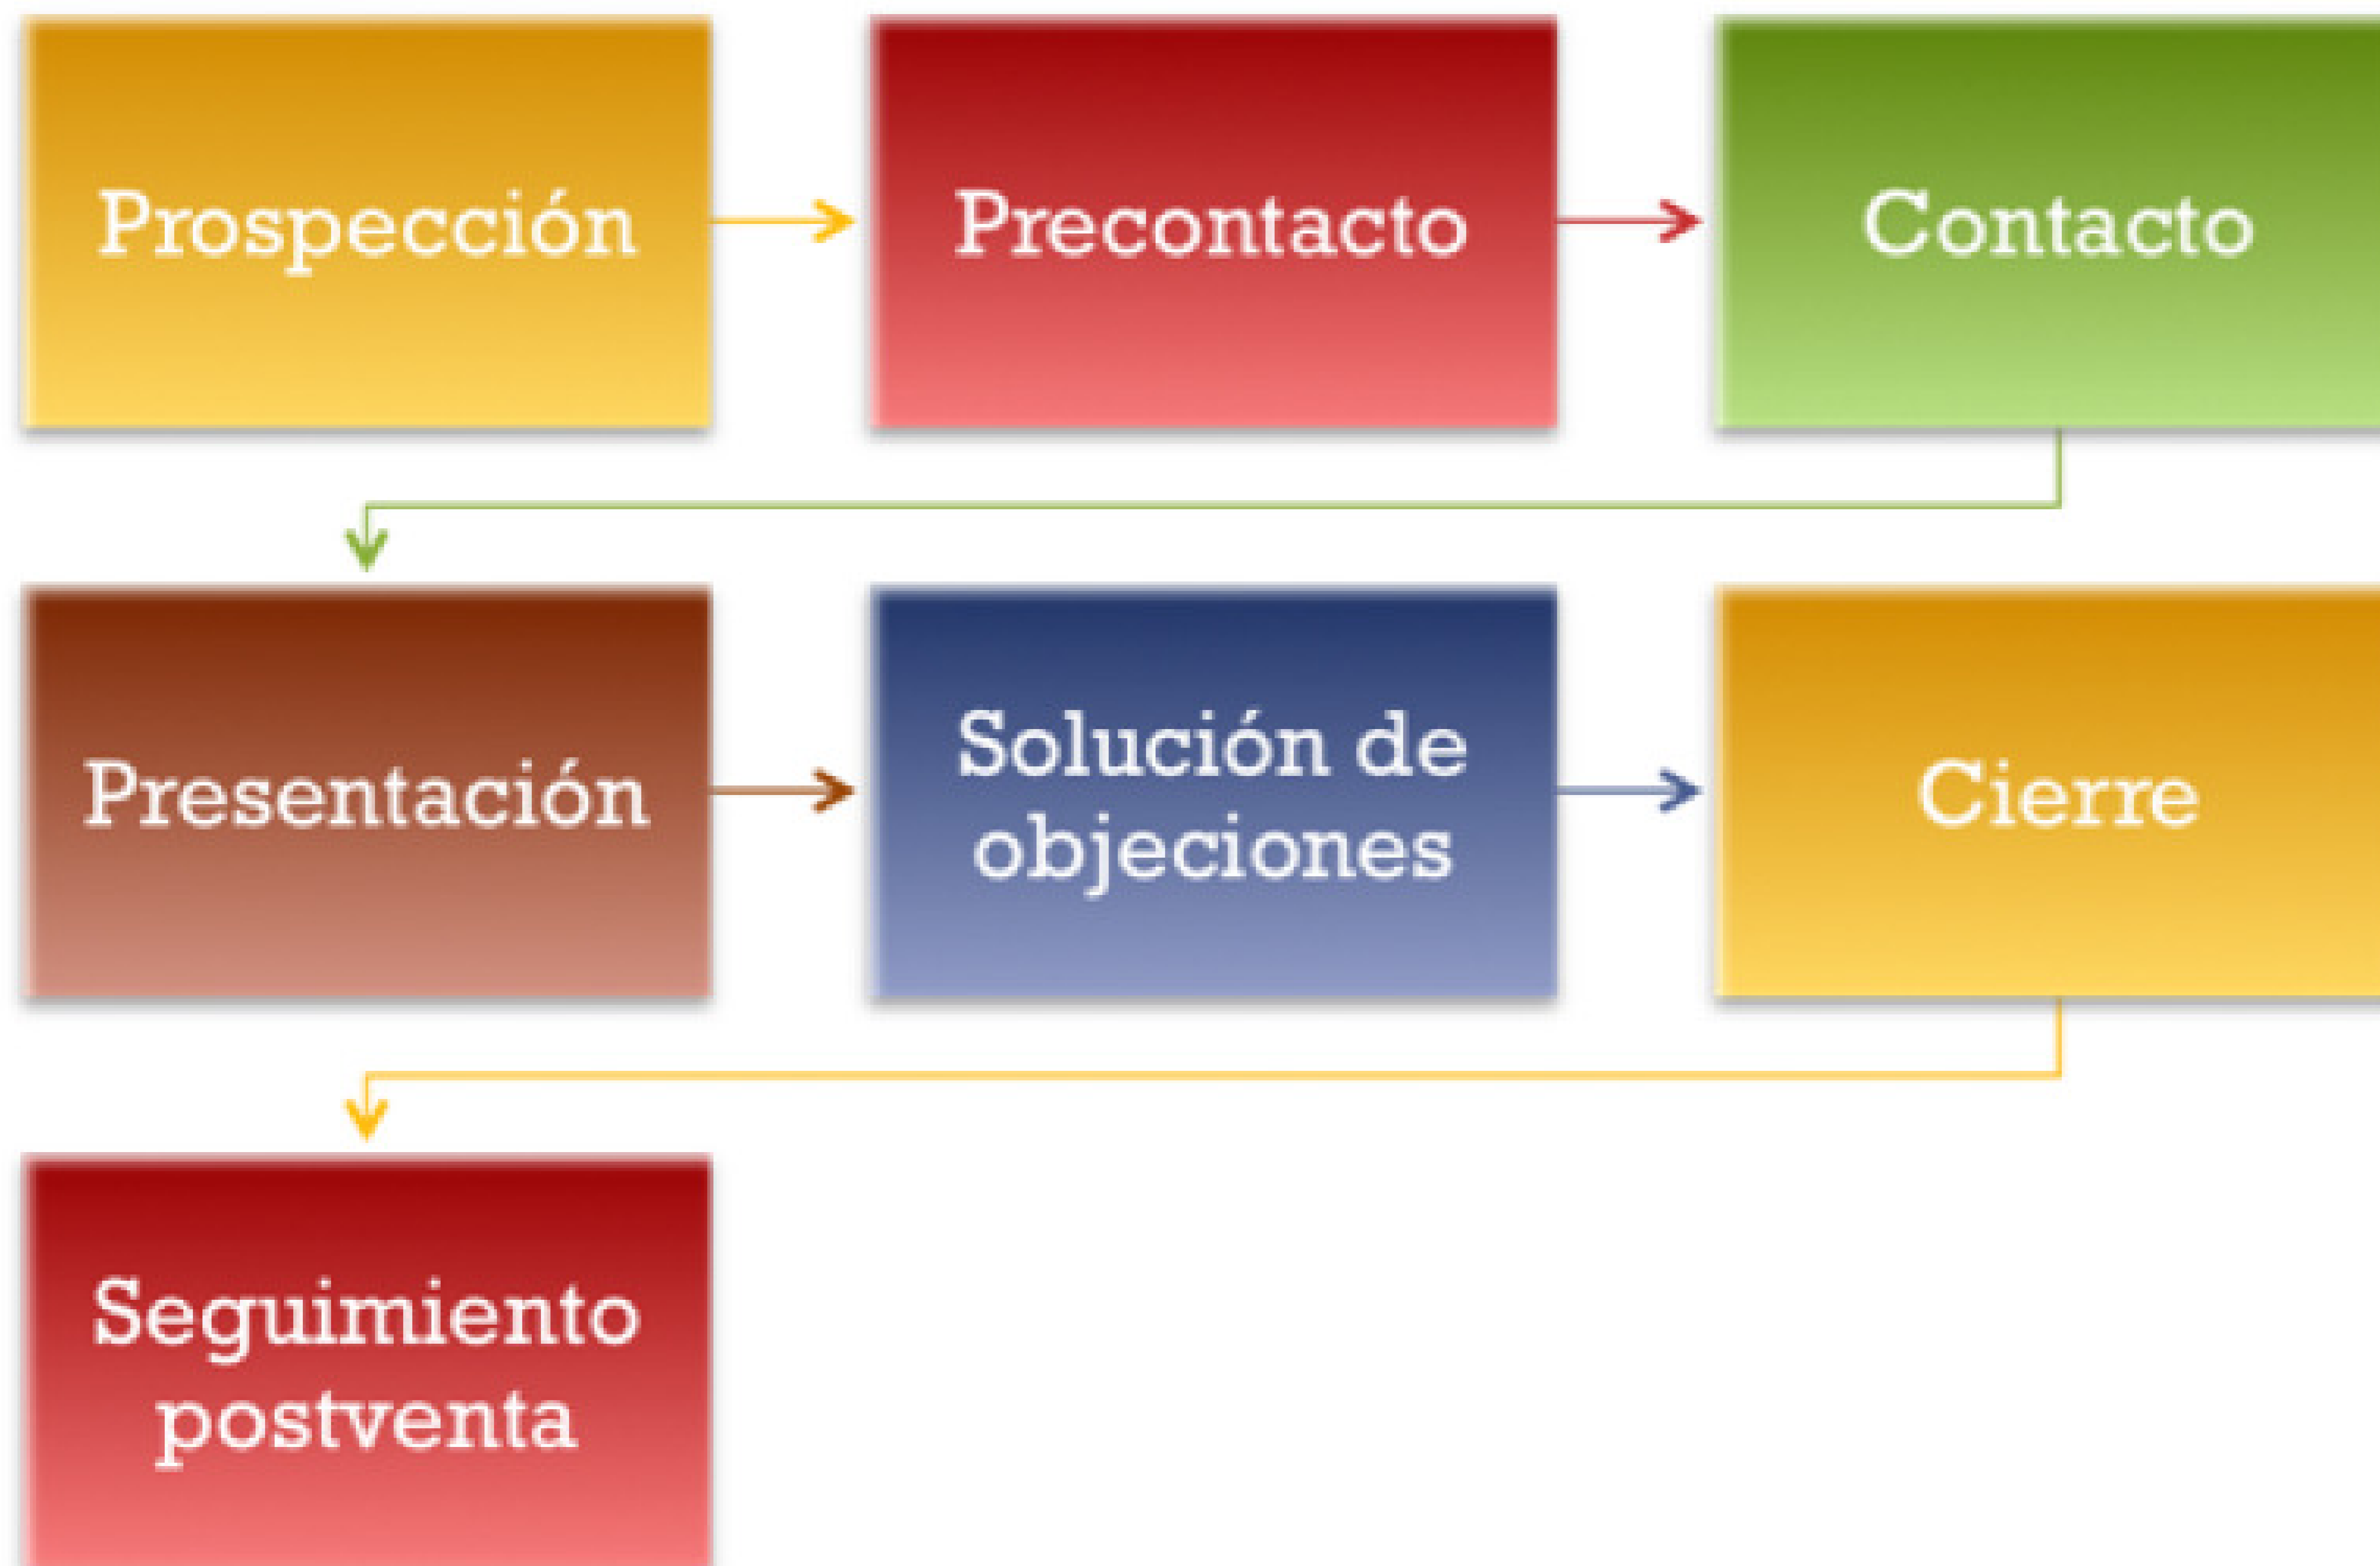 Prospección
Precontacto
Contacto
Presentación
Solución de
objeciones
Cierre
Seguimiento
postventa